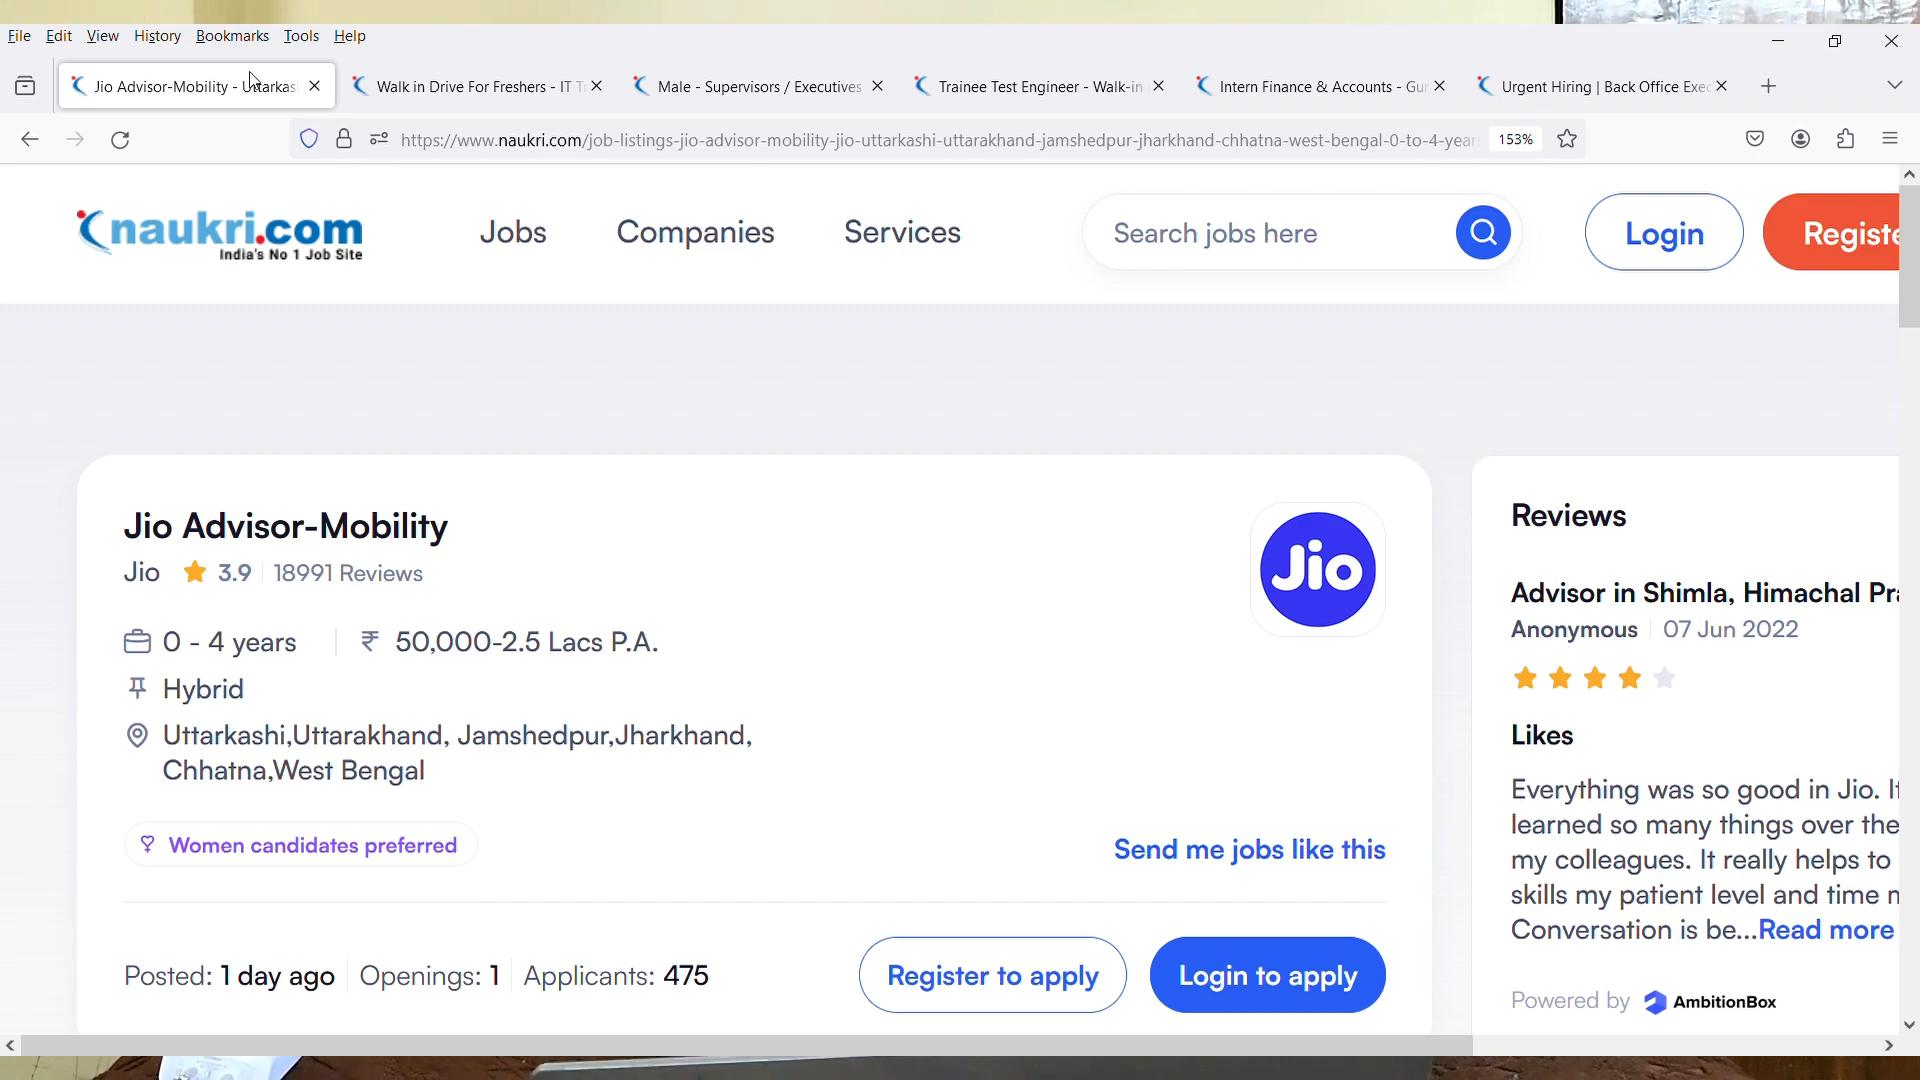 File Edit View History Bookmarks Tools Help
Jio Advisor-Mobility - Uttarkas Walk in Drive For Freshers - IT Male - Supervisors / Executives Trainee Test Engineer - Walk-in Intern Finance & Accounts - Gur Urgent Hiring | Back Office Exec
https://www.naukri.com/job-listings-jio-advisor-mobility-jio-uttarkashi-uttarakhand-jamshedpur-jharkhand-chhatna-west-bengal-0-to-4-year 153%
naukri.com
India's No 1 Job Site
Jobs Companies Services Search jobs here Login Registe
Jio Advisor-Mobility
Jio 3.9 18991 Reviews
0 - 4 years ₹ 50,000-2.5 Lacs P.A.
Hybrid
Uttarkashi,Uttarakhand, Jamshedpur,Jharkhand,
Chhatna,West Bengal
Women candidates preferred
Send me jobs like this
Posted: 1 day ago Openings: 1 Applicants: 475
Register to apply Login to apply
Jio
Reviews
Advisor in Shimla, Himachal Pra
Anonymous 07 Jun 2022
Likes
Everything was so good in Jio. It
learned so many things over the
my colleagues. It really helps to
skills my patient level and time
Conversation is be...Read more
Powered by AmbitionBox